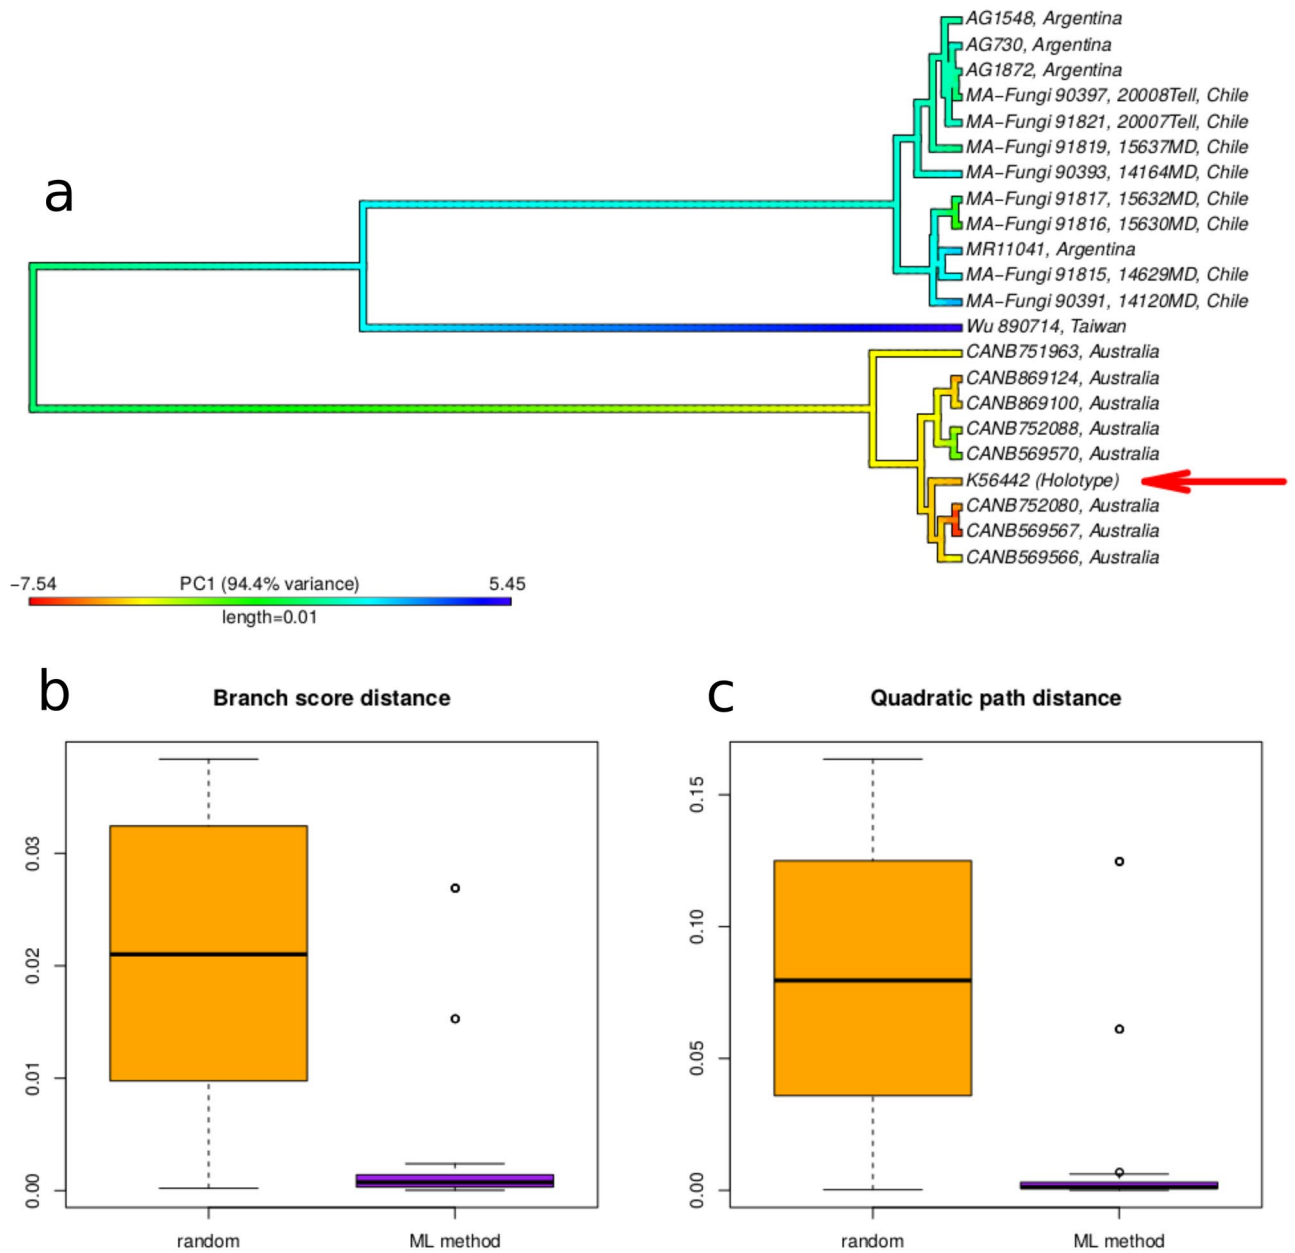 a
AG1548, Argentina
AG730, Argentina
AG1872, Argentina
MA−Fungi 90397, 20008Tell, Chile
MA−Fungi 91821, 20007Tell, Chile
MA−Fungi 91819, 15637MD, Chile
MA−Fungi 90393, 14164MD, Chile
MA−Fungi 91817, 15632MD, Chile
MA−Fungi 91816, 15630MD, Chile
MR11041, Argentina
MA−Fungi 91815, 14629MD, Chile
MA−Fungi 90391, 14120MD, Chile
Wu 890714, Taiwan
CANB751963, Australia
CANB869124, Australia
CANB869100, Australia
CANB752088, Australia
CANB569570, Australia
K56442 (Holotype)
CANB752080, Australia
CANB569567, Australia
CANB569566, Australia
−7.54 PC1 (94.4% variance) 5.45
length=0.01
b
Branch score distance
0.03
0.02
0.01
0.00
random ML method
c
Quadratic path distance
0.15
0.10
0.05
0.00
random ML method